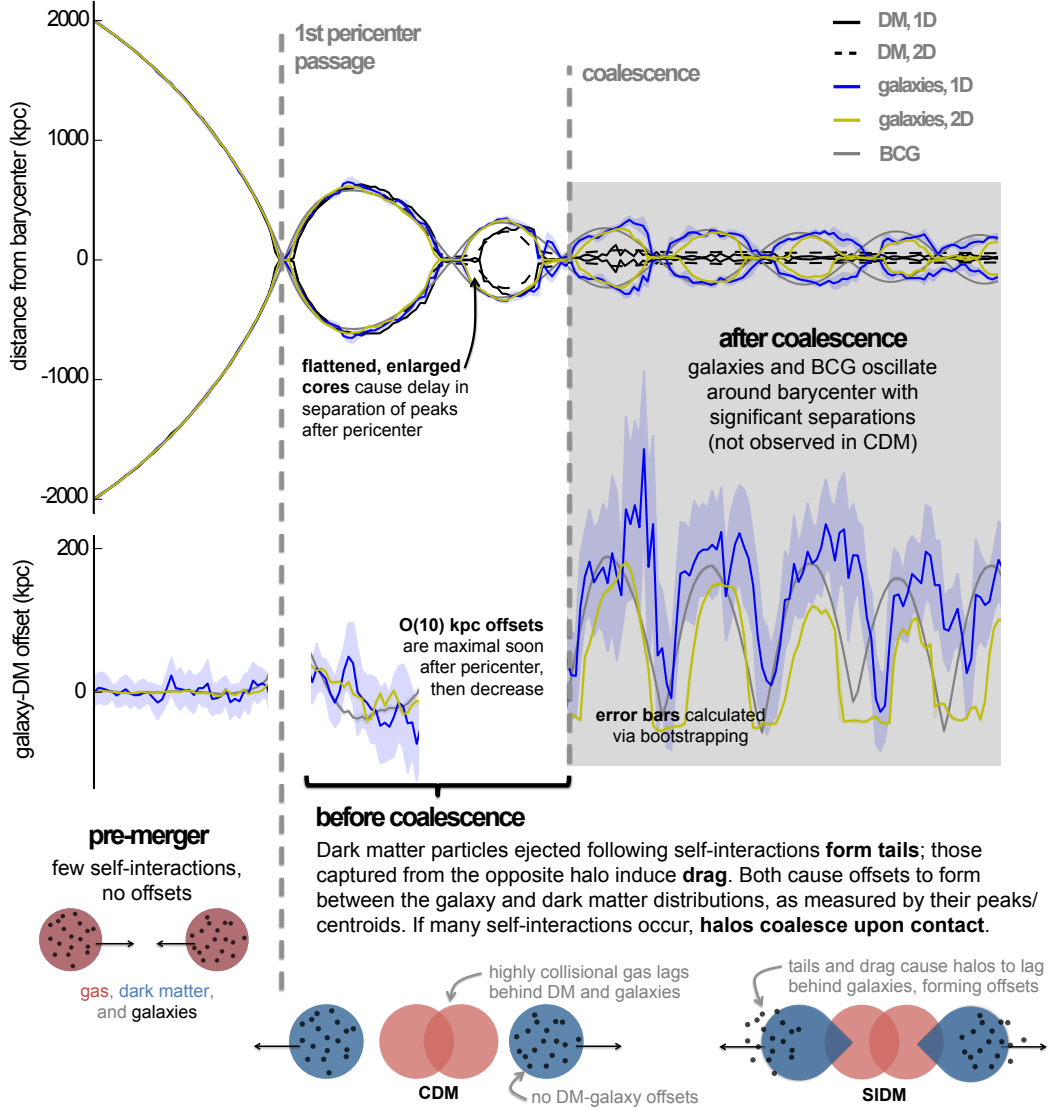 2000
1000
0
-1000
-2000
distance from barycenter (kpc)
1st pericenter
passage
coalescence
DM, 1D
DM, 2D
galaxies, 1D
galaxies, 2D
BCG
flattened, enlarged
cores cause delay in
separation of peaks
after pericenter
after coalescence
galaxies and BCG oscillate
around barycenter with
significant separations
(not observed in CDM)
200
0
galaxy-DM offset (kpc)
O(10) kpc offsets
are maximal soon
after pericenter,
then decrease
error bars calculated
via bootstrapping
pre-merger
few self-interactions,
no offsets
gas, dark matter,
and galaxies
before coalescence
Dark matter particles ejected following self-interactions form tails; those
captured from the opposite halo induce drag. Both cause offsets to form
between the galaxy and dark matter distributions, as measured by their peaks/
centroids. If many self-interactions occur, halos coalesce upon contact.
highly collisional gas lags
behind DM and galaxies
CDM
no DM-galaxy offsets
tails and drag cause halos to lag
behind galaxies, forming offsets
SIDM